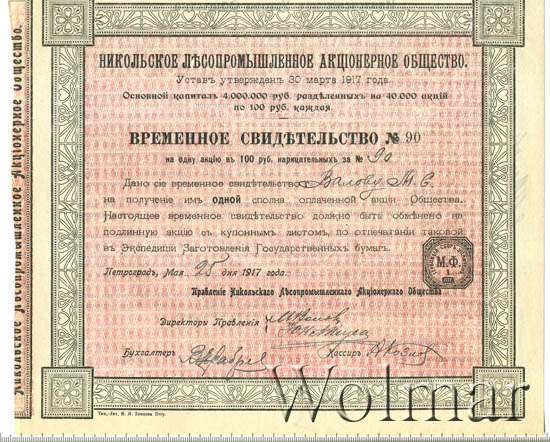 Никольское Лѣсопромышленное Акціонерное Общество.
НИКОЛЬСКОЕ ЛѢСОПРОМЫШЛЕННОЕ АКЦІОНЕРНОЕ ОБЩЕСТВО.
Уставъ утвержденъ 30 марта 1917 года.
Основной капиталъ 4.000.000 руб. раздѣленныхъ на 40.000 акцій
по 100 руб. каждая.
ВРЕМЕННОЕ СВИДѢТЕЛЬСТВО № 90
на одну акцію въ 100 руб. нарицательныхъ за № 90
Дано сіе временное свидѣтельство Валову М. С.
на полученіе имъ одной сполна оплаченной акціи Общества.
Настоящее временное свидѣтельство должно быть обмѣнено на
подлинную акцію съ купоннымъ листомъ, по отпечатаніи таковой
въ Экспедиціи Заготовленія Государственныхъ бумагъ.
М.Ф.
1
Петроградъ, Мая 25 дня 1917 года.
Правленіе Никольскаго Лѣсопромышленнаго Акціонернаго Общества
Директоры Правленія
Бухгалтеръ
Кассиръ
Wolmar